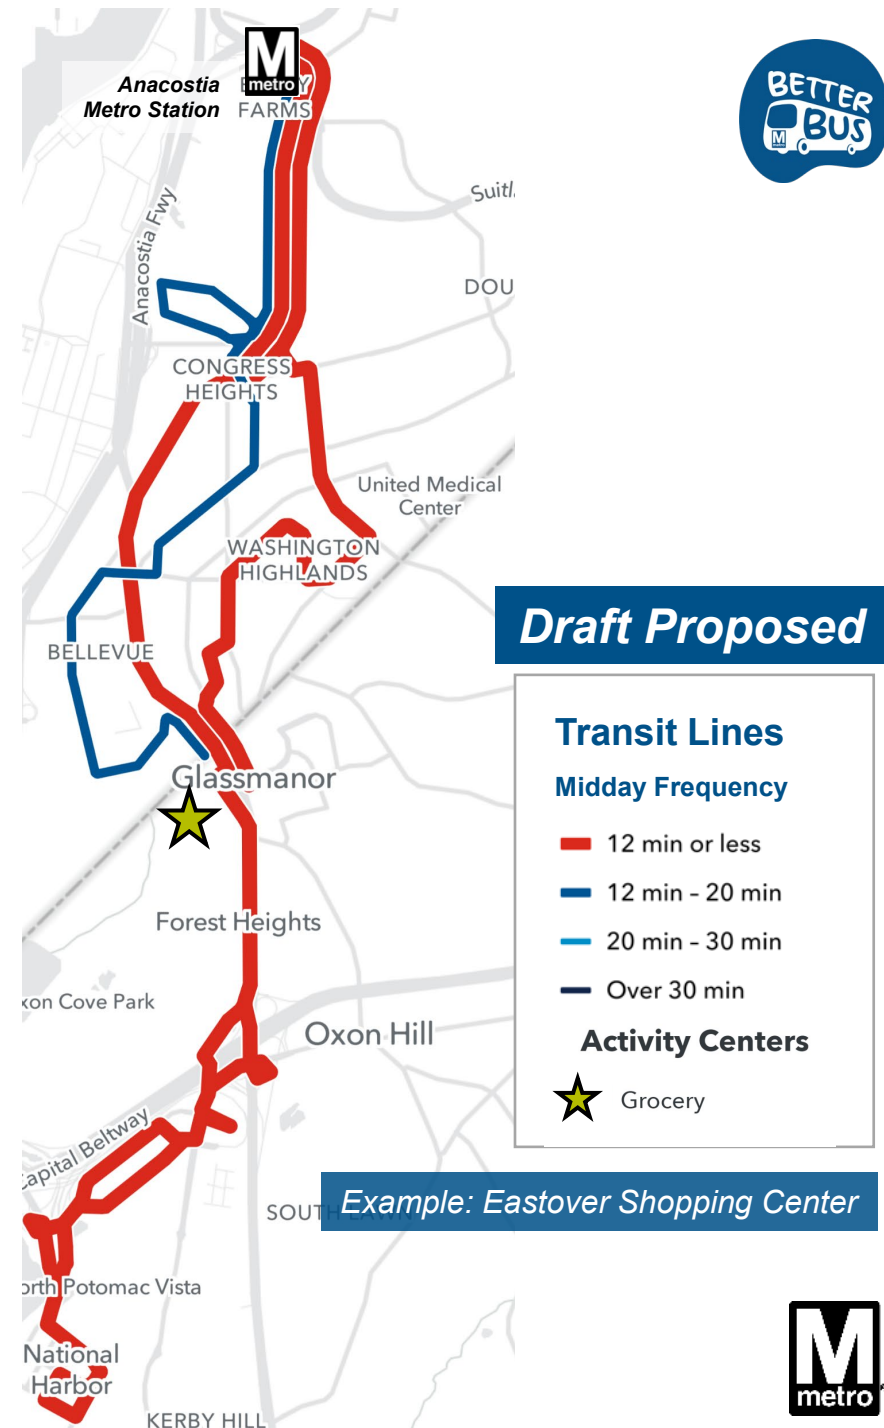 M
metro
Anacostia
Metro Station
FARMS
BETTER
BUS
M
Anacostia Fwy
CONGRESS
HEIGHTS
United Medical
Center
WASHINGTON
HIGHLANDS
BELLEVUE
Draft Proposed
Transit Lines
Midday Frequency
12 min or less
12 min – 20 min
20 min – 30 min
Over 30 min
Activity Centers
Grocery
Glassmanor
Forest Heights
xon Cove Park
Oxon Hill
Capital Beltway
Example: Eastover Shopping Center
SOUTH LAWN
orth Potomac Vista
National
Harbor
KERBY HILL
M
metro